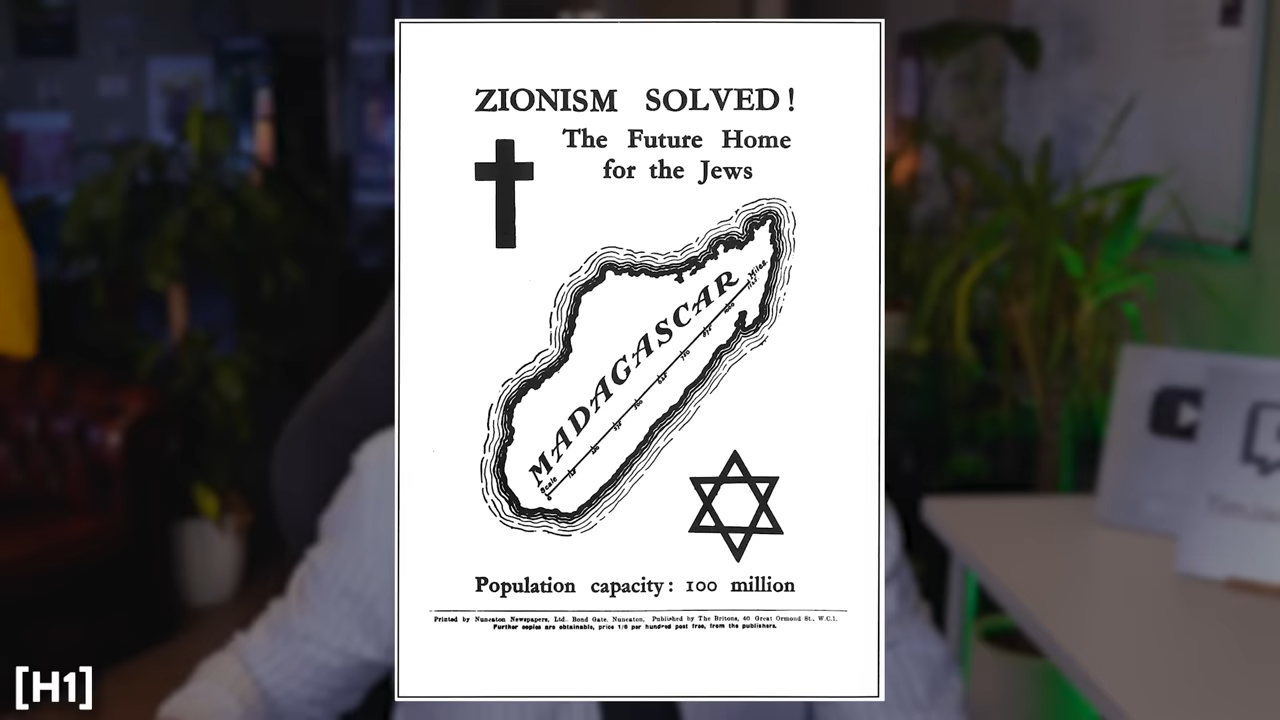 ZIONISM SOLVED!
The Future Home
for the Jews
MADAGASCAR
Scale
Miles
Population capacity: 100 million
Printed by Nuneaton Newspapers, Ltd. Bond Gate. Nuneaton, Published by The Britons, 40 Great Ormond St., W.C.1.
Further copies are obtainable, price 1/6 per hundred post free, from the publishers.
[H1]